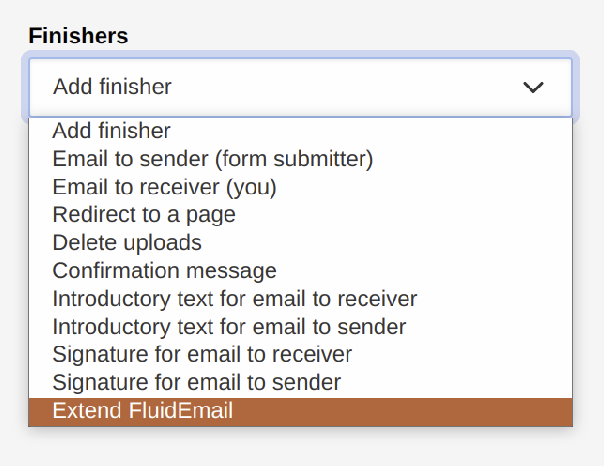 Finishers
Add finisher
Add finisher
Email to sender (form submitter)
Email to receiver (you)
Redirect to a page
Delete uploads
Confirmation message
Introductory text for email to receiver
Introductory text for email to sender
Signature for email to receiver
Signature for email to sender
Extend FluidEmail